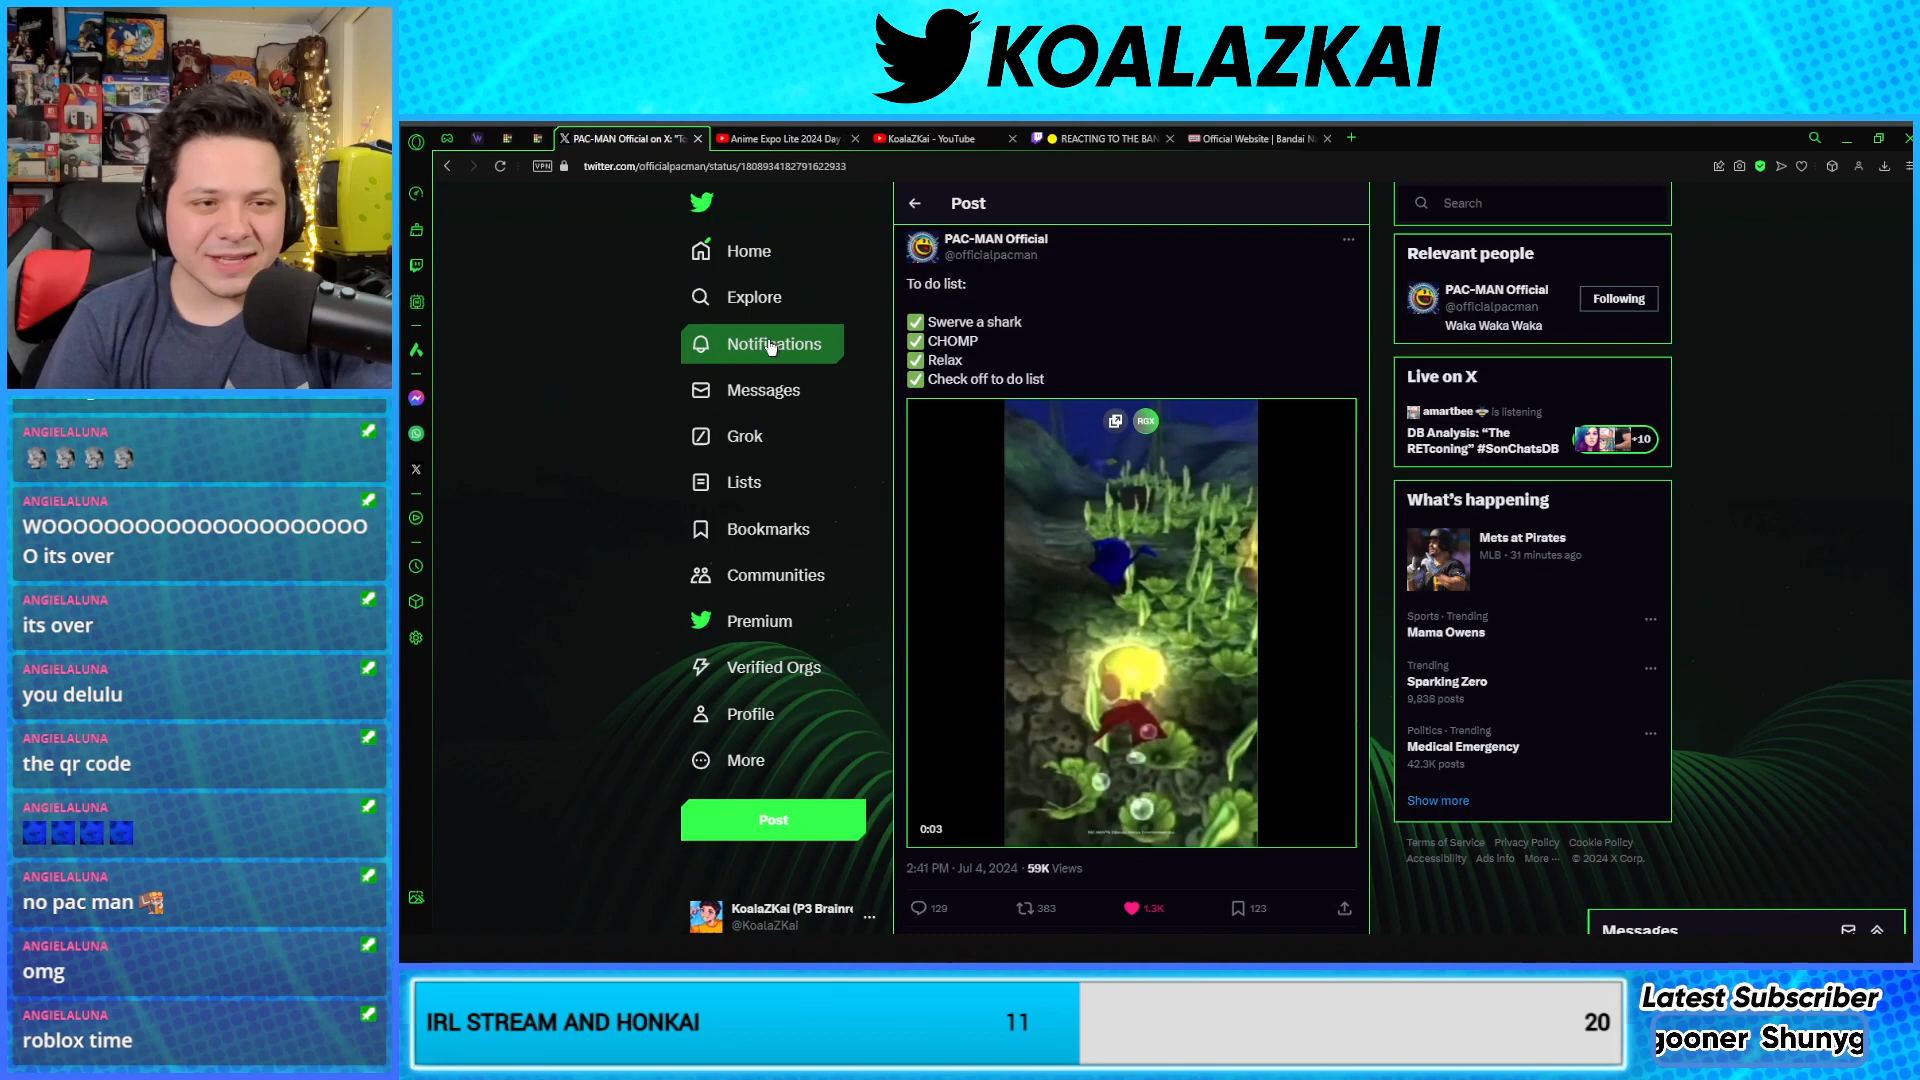 KOALAZKAI
PAC-MAN Official on X: "To
Anime Expo Lite 2024 Day
KoalaZKai - YouTube
REACTING TO THE BAN
Official Website | Bandai N
VPN
twitter.com/officialpacman/status/1808934182791622933
Home
Explore
Notifications
Messages
Grok
Lists
Bookmarks
Communities
Premium
Verified Orgs
Profile
More
Post
KoalaZKai (P3 Brainr
@KoalaZKai
Post
PAC-MAN Official
@officialpacman
To do list:
Swerve a shark
CHOMP
Relax
Check off to do list
RGX
0:03
2:41 PM · Jul 4, 2024 · 59K Views
129
383
1.3K
123
Search
Relevant people
PAC-MAN Official
@officialpacman
Following
Waka Waka Waka
Live on X
amartbee is listening
DB Analysis: “The
RETconing” #SonChatsDB
+10
What’s happening
Mets at Pirates
MLB · 31 minutes ago
Sports · Trending
Mama Owens
Trending
Sparking Zero
9,838 posts
Politics · Trending
Medical Emergency
42.3K posts
Show more
Terms of Service Privacy Policy Cookie Policy
Accessibility Ads info More ··· © 2024 X Corp.
Messages
ANGIELALUNA
ANGIELALUNA
WOOOOOOOOOOOOOOOOOOOOO
O its over
ANGIELALUNA
its over
ANGIELALUNA
you delulu
ANGIELALUNA
the qr code
ANGIELALUNA
ANGIELALUNA
no pac man
ANGIELALUNA
omg
ANGIELALUNA
roblox time
IRL STREAM AND HONKAI
11
20
Latest Subscriber
gooner Shunyg